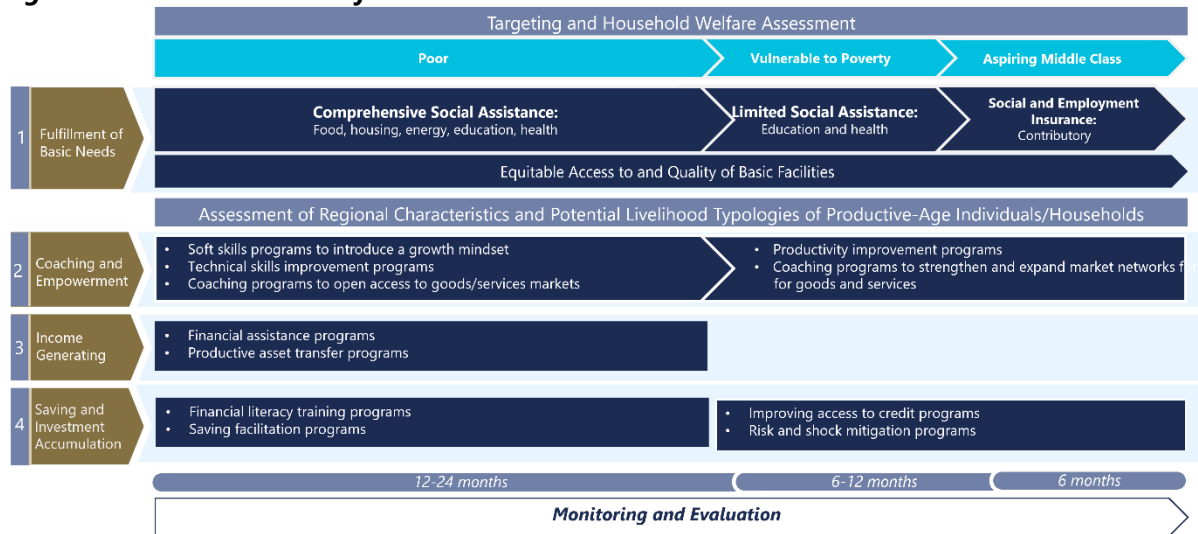 Targeting and Household Welfare Assessment
Poor
Vulnerable to Poverty
Aspiring Middle Class
1
Fulfillment of
Basic Needs
Comprehensive Social Assistance:
Food, housing, energy, education, health
Limited Social Assistance:
Education and health
Social and Employment
Insurance:
Contributory
Equitable Access to and Quality of Basic Facilities
Assessment of Regional Characteristics and Potential Livelihood Typologies of Productive-Age Individuals/Households
2
Coaching and
Empowerment
• Soft skills programs to introduce a growth mindset
• Technical skills improvement programs
• Coaching programs to open access to goods/services markets
• Productivity improvement programs
• Coaching programs to strengthen and expand market networks for
for goods and services
3
Income
Generating
• Financial assistance programs
• Productive asset transfer programs
4
Saving and
Investment
Accumulation
• Financial literacy training programs
• Saving facilitation programs
• Improving access to credit programs
• Risk and shock mitigation programs
12-24 months
6-12 months
6 months
Monitoring and Evaluation